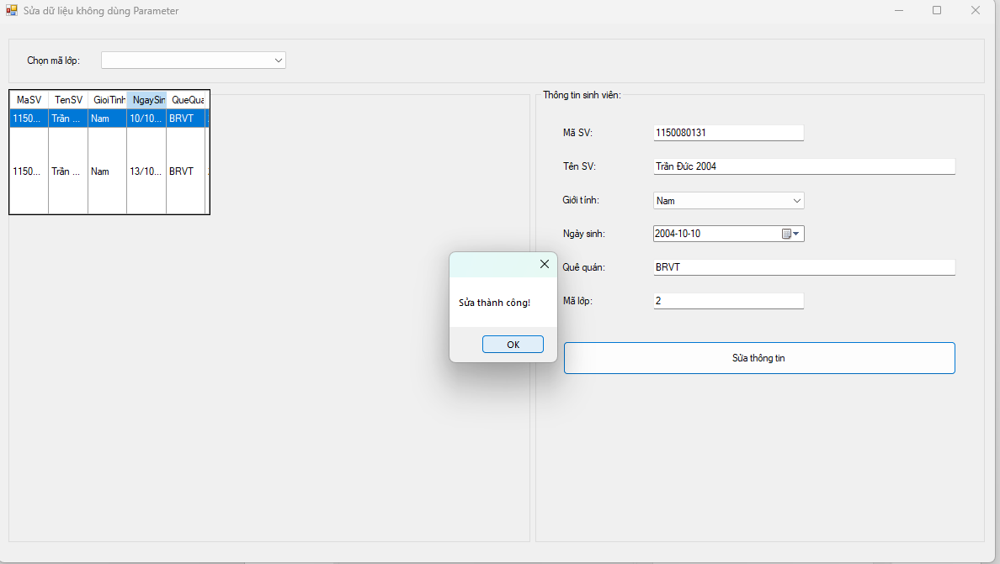 Sửa dữ liệu không dùng Parameter
Chọn mã lớp:
MaSV TenSV GioiTinh NgaySin QueQua
1150... Trần ... Nam 10/10... BRVT
1150... Trần ... Nam 13/10... BRVT
Thông tin sinh viên:
Mã SV: 1150080131
Tên SV: Trần Đức 2004
Giới tính: Nam
Ngày sinh: 2004-10-10
Quê quán: BRVT
Mã lớp: 2
Sửa thông tin
Sửa thành công!
OK